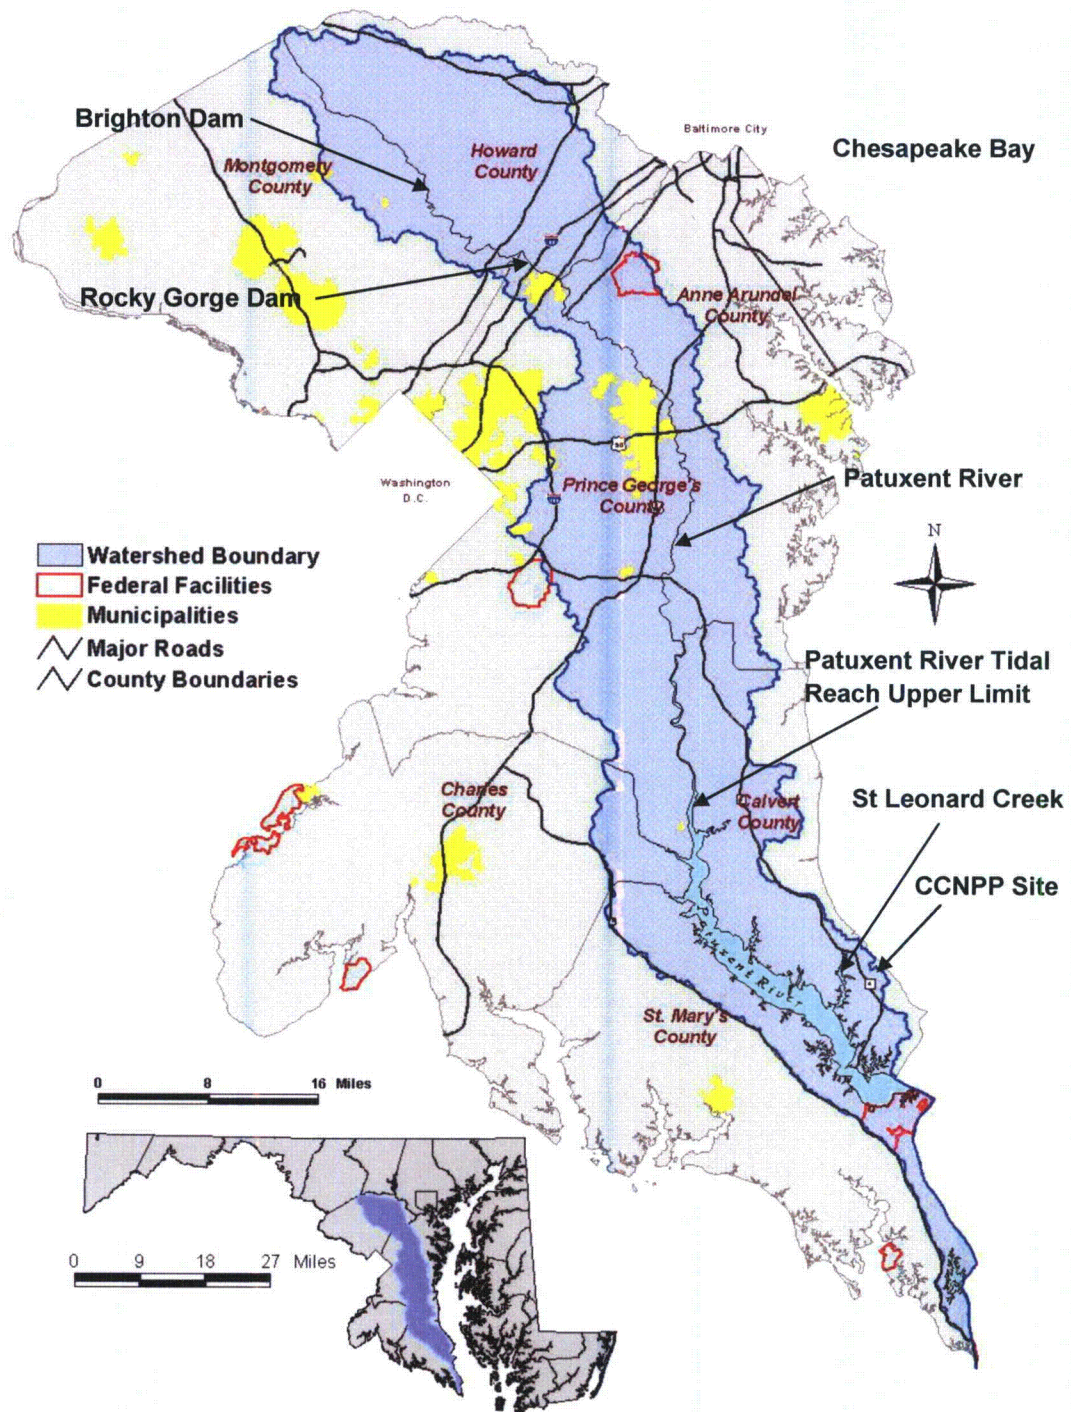 Brighton Dam
Baltimore City
Chesapeake Bay
Howard
County
Montgomery
County
Rocky Gorge Dam
Anne Arundel
County
50
Washington
D.C.
Prince George's
County
Patuxent River
N
Watershed Boundary
Federal Facilities
Municipalities
Major Roads
County Boundaries
Patuxent River Tidal
Reach Upper Limit
Charles
County
Calvert
County
St Leonard Creek
CCNPP Site
Patuxent River
St. Mary's
County
0 8 16 Miles
0 9 18 27 Miles